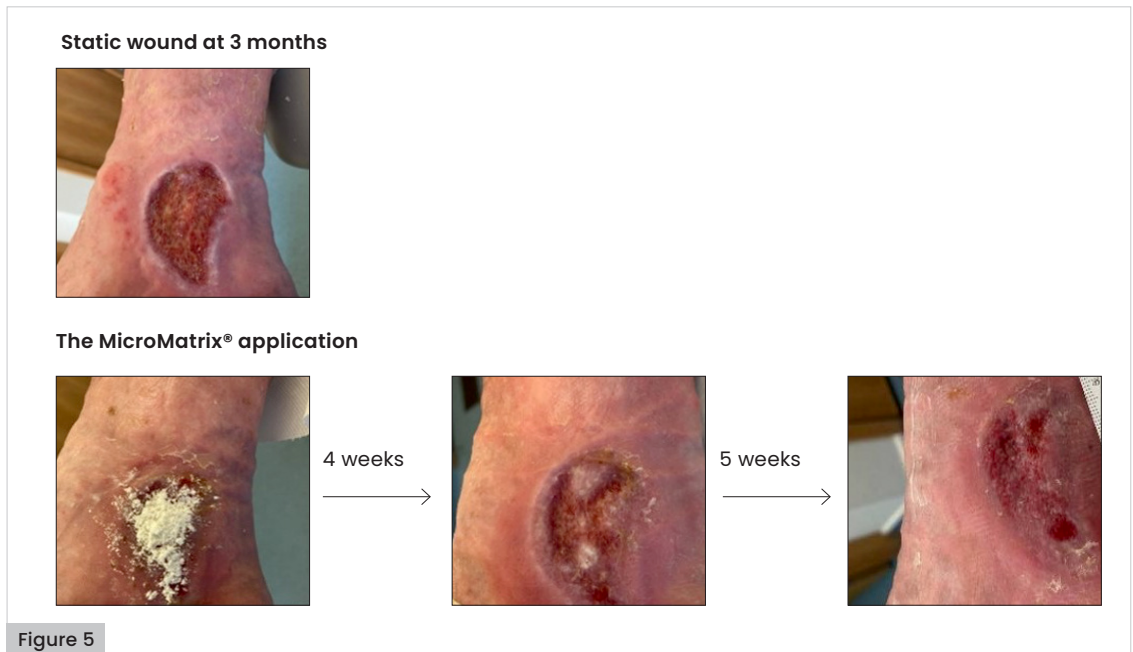 Static wound at 3 months
The MicroMatrix® application
4 weeks
5 weeks
Figure 5